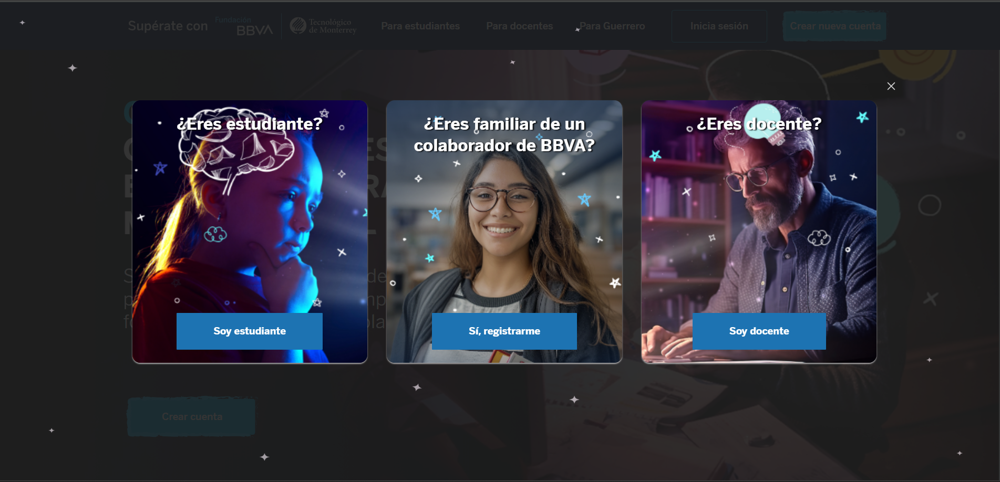 Supérate con
Fundación
BBVA
Tecnológico
de Monterrey
Para estudiantes
Para docentes
Para Guerrero
Inicia sesión
Crear nueva cuenta
¿Eres estudiante?
Soy estudiante
¿Eres familiar de un
colaborador de BBVA?
Sí, registrarme
¿Eres docente?
Soy docente
Crear cuenta